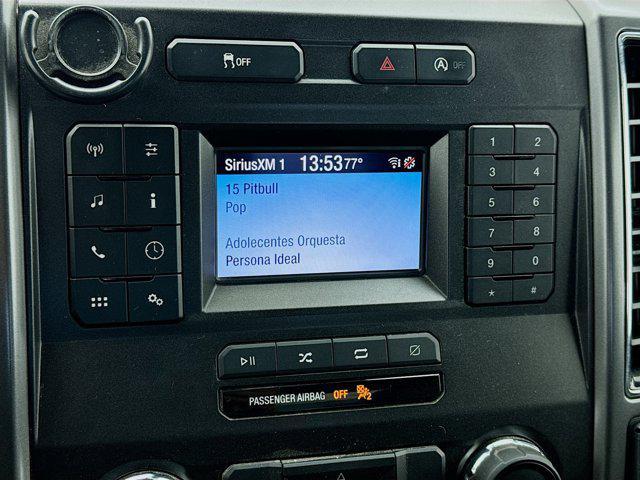 OFF
A OFF
SiriusXM 1 13:53 77°
15 Pitbull
Pop
Adolecentes Orquesta
Persona Ideal
i
1 2
3 4
5 6
7 8
9 0
* #
PASSENGER AIRBAG OFF 2